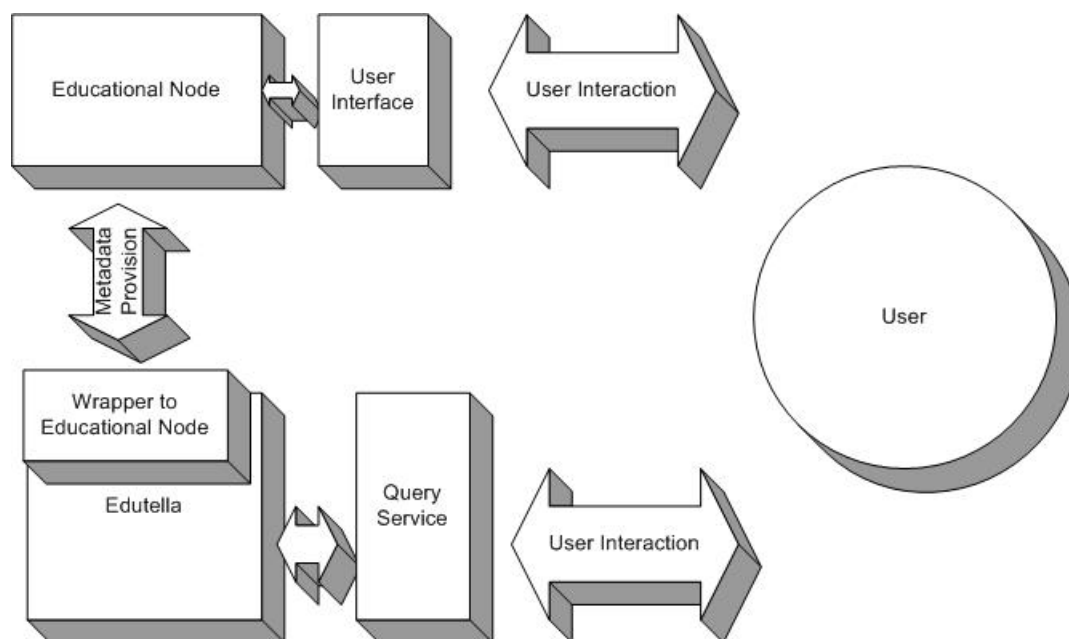 Educational Node
User
Interface
User Interaction
Metadata
Provision
User
Wrapper to
Educational Node
Edutella
Query
Service
User Interaction